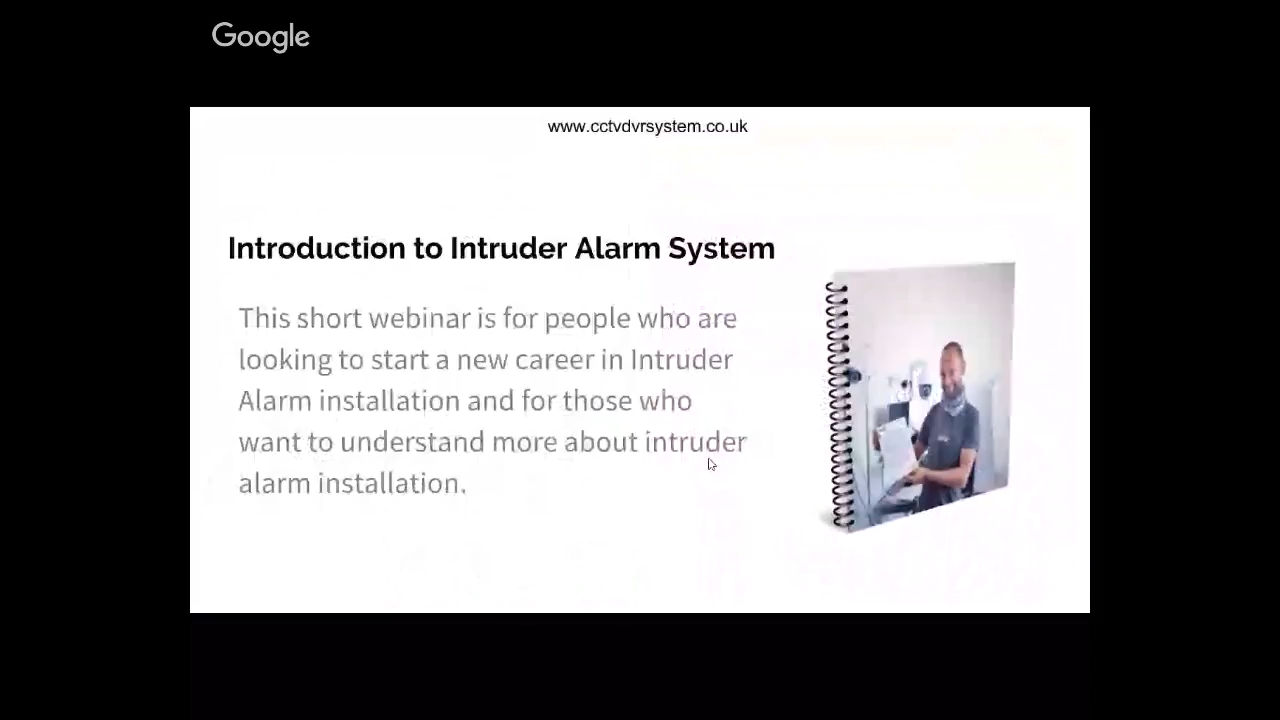 Google
www.cctvdvrsystem.co.uk
Introduction to Intruder Alarm System
This short webinar is for people who are
looking to start a new career in Intruder
Alarm installation and for those who
want to understand more about intruder
alarm installation.